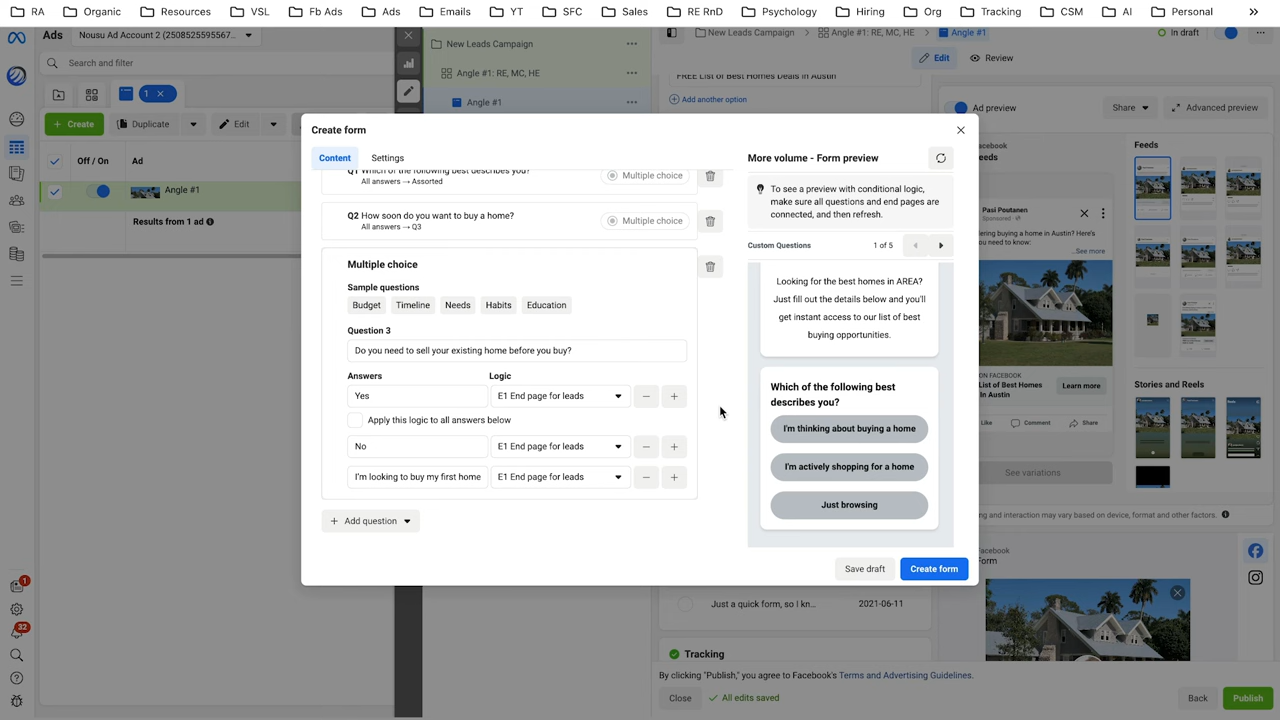 RA
Organic
Resources
VSL
Fb Ads
Ads
Emails
YT
SFC
Sales
RE RnD
Psychology
Hiring
Org
Tracking
CSM
AI
Personal
Ads
Nousu Ad Account 2 (2508525595567...
Search and filter
1
Create
Duplicate
Edit
Off / On
Ad
Angle #1
Results from 1 ad
New Leads Campaign
Angle #1: RE, MC, HE
Angle #1
New Leads Campaign
Angle #1: RE, MC, HE
Angle #1
In draft
Edit
Review
FREE List of Best Homes Deals in Austin
Add another option
Ad preview
Share
Advanced preview
Create form
Content
Settings
Q1 Which of the following best describes you?
All answers → Assorted
Multiple choice
Q2 How soon do you want to buy a home?
All answers → Q3
Multiple choice
Multiple choice
Sample questions
Budget
Timeline
Needs
Habits
Education
Question 3
Do you need to sell your existing home before you buy?
Answers
Logic
Yes
E1 End page for leads
Apply this logic to all answers below
No
E1 End page for leads
I'm looking to buy my first home
E1 End page for leads
Add question
More volume - Form preview
To see a preview with conditional logic,
make sure all questions and end pages are
connected, and then refresh.
Custom Questions
1 of 5
Looking for the best homes in AREA?
Just fill out the details below and you'll
get instant access to our list of best
buying opportunities.
Which of the following best
describes you?
I'm thinking about buying a home
I'm actively shopping for a home
Just browsing
Save draft
Create form
acebook
eeds
Pasi Poutanen
Sponsored
ering buying a home in Austin? Here's
ou need to know:
...See more
ON FACEBOOK
List of Best Homes
in Austin
Learn more
Like
Comment
Share
See variations
Feeds
Stories and Reels
ng and interaction may vary based on device, format and other factors.
acebook
Form
Just a quick form, so I kn...
2021-06-11
Tracking
By clicking "Publish," you agree to Facebook's Terms and Advertising Guidelines.
Close
All edits saved
Back
Publish
1
32